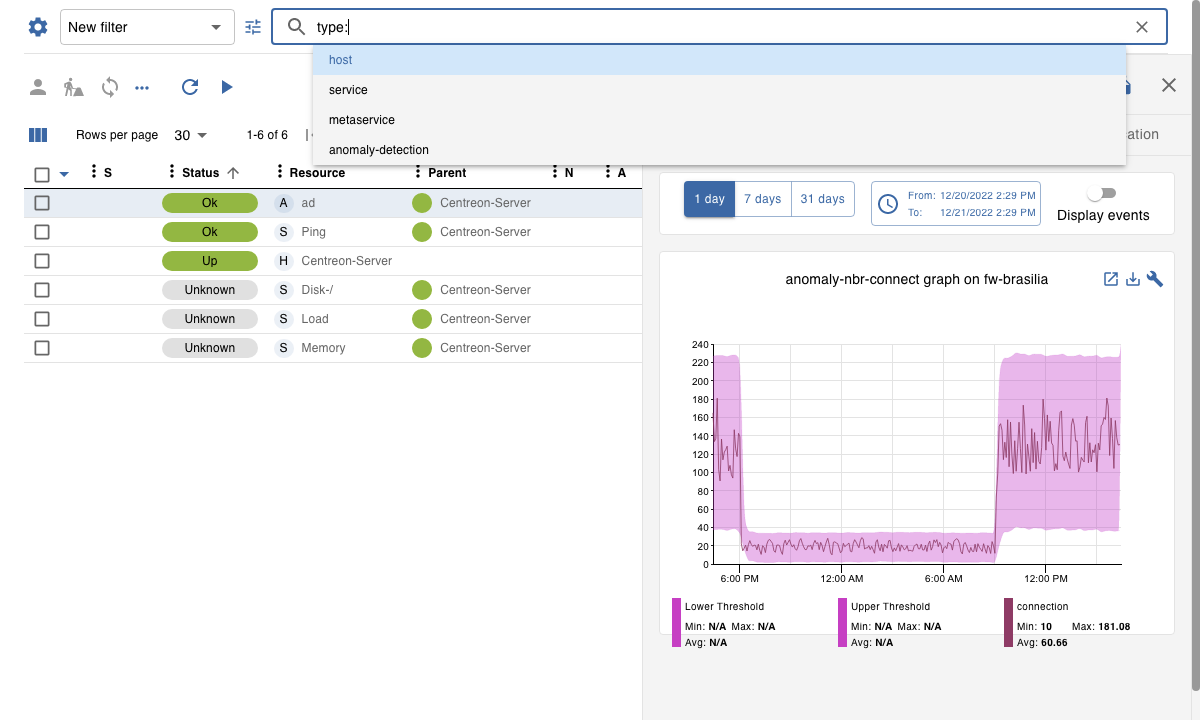 New filter
type:
host
service
metaservice
anomaly-detection
Rows per page 30 1-6 of 6
ation
S Status Resource Parent N A
Ok A ad Centreon-Server
Ok S Ping Centreon-Server
Up H Centreon-Server
Unknown S Disk-/ Centreon-Server
Unknown S Load Centreon-Server
Unknown S Memory Centreon-Server
1 day 7 days 31 days
From: 12/20/2022 2:29 PM
To: 12/21/2022 2:29 PM
Display events
anomaly-nbr-connect graph on fw-brasilia
240
220
200
180
160
140
120
100
80
60
40
20
0
6:00 PM 12:00 AM 6:00 AM 12:00 PM
Lower Threshold
Min: N/A Max: N/A
Avg: N/A
Upper Threshold
Min: N/A Max: N/A
Avg: N/A
connection
Min: 10 Max: 181.08
Avg: 60.66